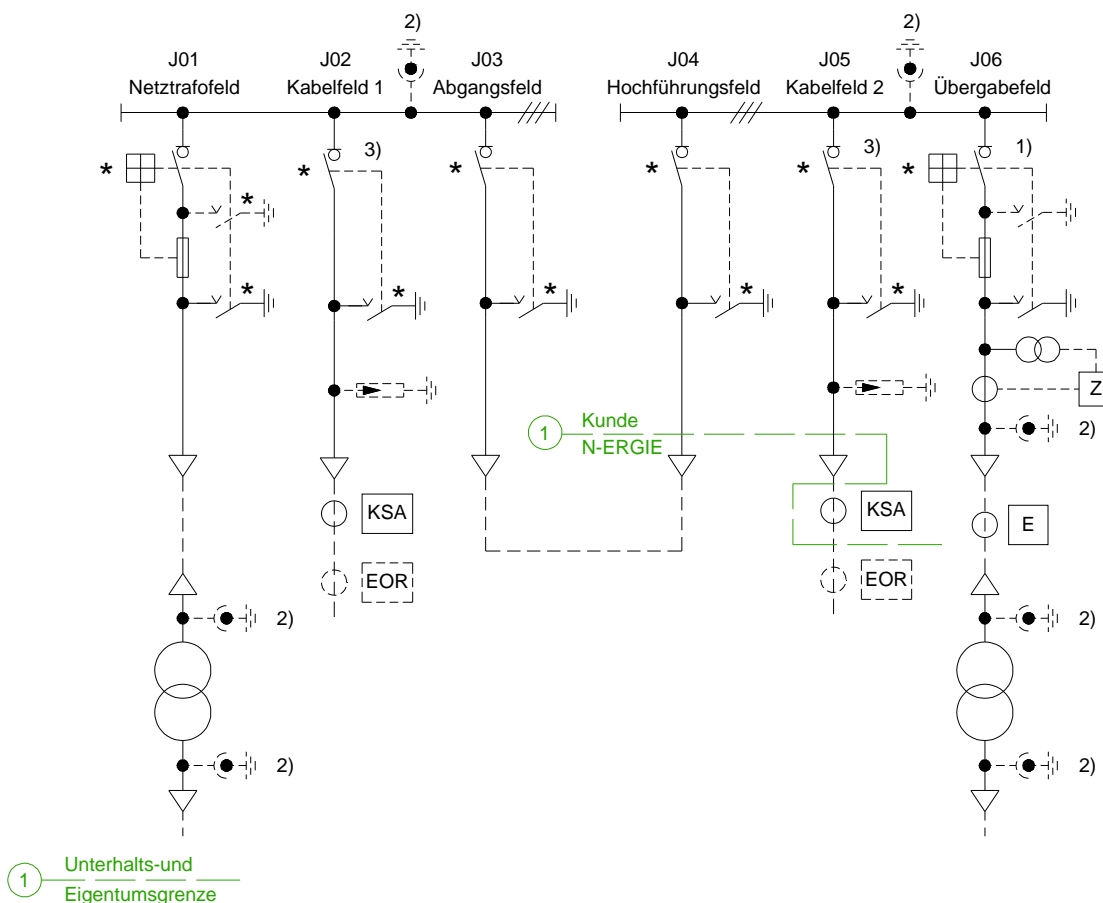 2)
2)
J01
J02
J03
J04
J05
J06
Netztrafofeld
Kabelfeld 1
Abgangsfeld
Hochführungsfeld
Kabelfeld 2
Übergabefeld
*
*
3)
*
*
*
3)
*
1)
*
*
*
*
*
*
Z
1
Kunde
N-ERGIE
2)
KSA
KSA
E
EOR
EOR
2)
2)
2)
2)
1
Unterhalts-und
Eigentumsgrenze